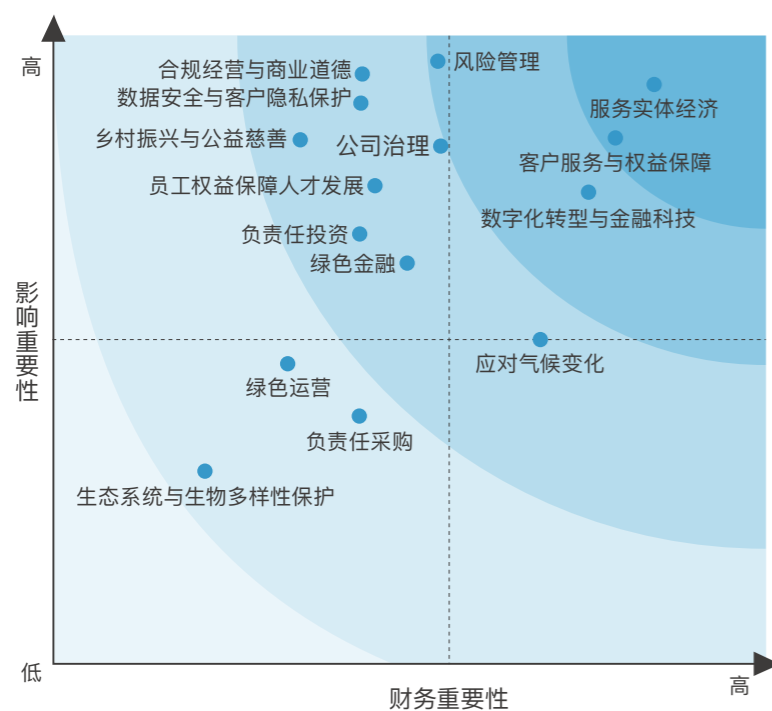 高
合规经营与商业道德
风险管理
数据安全与客户隐私保护
服务实体经济
乡村振兴与公益慈善
公司治理
客户服务与权益保障
员工权益保障人才发展
数字化转型与金融科技
负责任投资
绿色金融
影响重要性
应对气候变化
绿色运营
负责任采购
生态系统与生物多样性保护
低
高
财务重要性